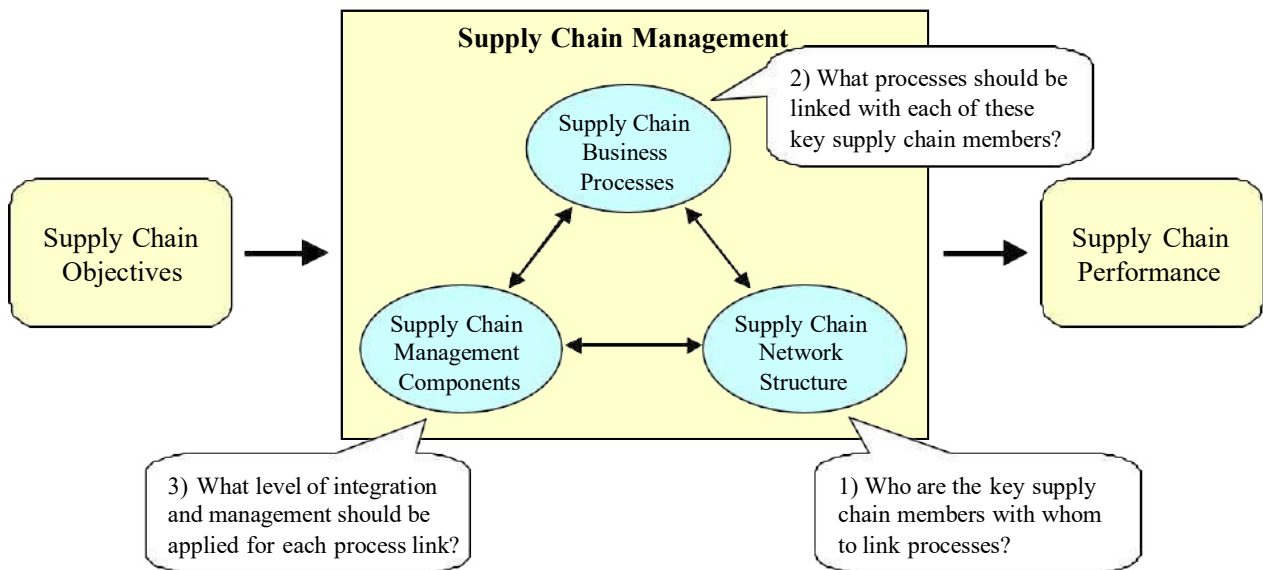 Supply Chain Management
2) What processes should be
linked with each of these
key supply chain members?
Supply Chain
Business
Processes
Supply Chain
Objectives
Supply Chain
Performance
Supply Chain
Management
Components
Supply Chain
Network
Structure
3) What level of integration
and management should be
applied for each process link?
1) Who are the key supply
chain members with whom
to link processes?